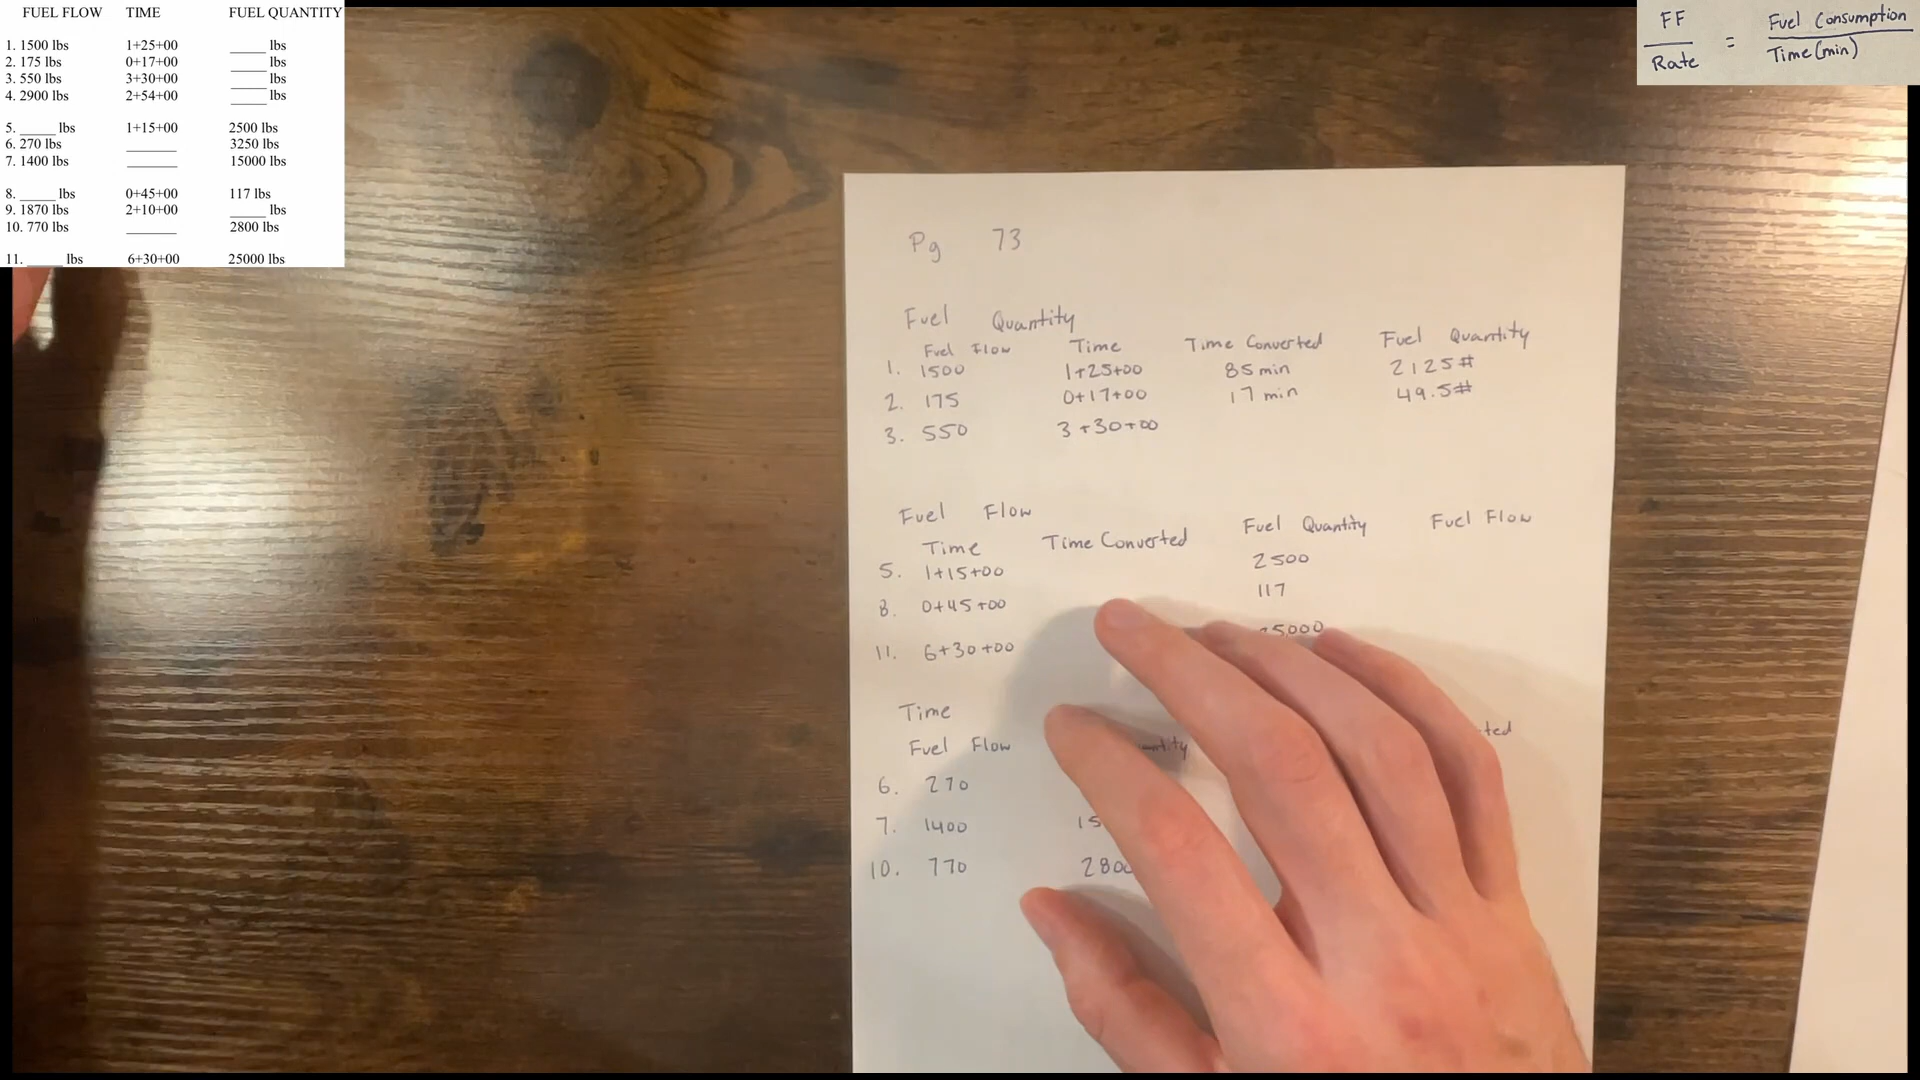 FUEL FLOW TIME FUEL QUANTITY
1. 1500 lbs 1+25+00 _____ lbs
2. 175 lbs 0+17+00 _____ lbs
3. 550 lbs 3+30+00 _____ lbs
4. 2900 lbs 2+54+00 _____ lbs
5. _____ lbs 1+15+00 2500 lbs
6. 270 lbs _______ 3250 lbs
7. 1400 lbs _______ 15000 lbs
8. _____ lbs 0+45+00 117 lbs
9. 1870 lbs 2+10+00 _____ lbs
10. 770 lbs _______ 2800 lbs
11. _____ lbs 6+30+00 25000 lbs
FF = Fuel Consumption
Rate Time (min)
Pg 73
Fuel Quantity
Fuel Flow Time Time Converted Fuel Quantity
1. 1500 1+25+00 85 min 2125#
2. 175 0+17+00 17 min 49.5#
3. 550 3+30+00
Fuel Flow
Time Time Converted Fuel Quantity Fuel Flow
5. 1+15+00 2500
8. 0+45+00 117
11. 6+30+00
Time
Fuel Flow
6. 270
7. 1400
10. 770